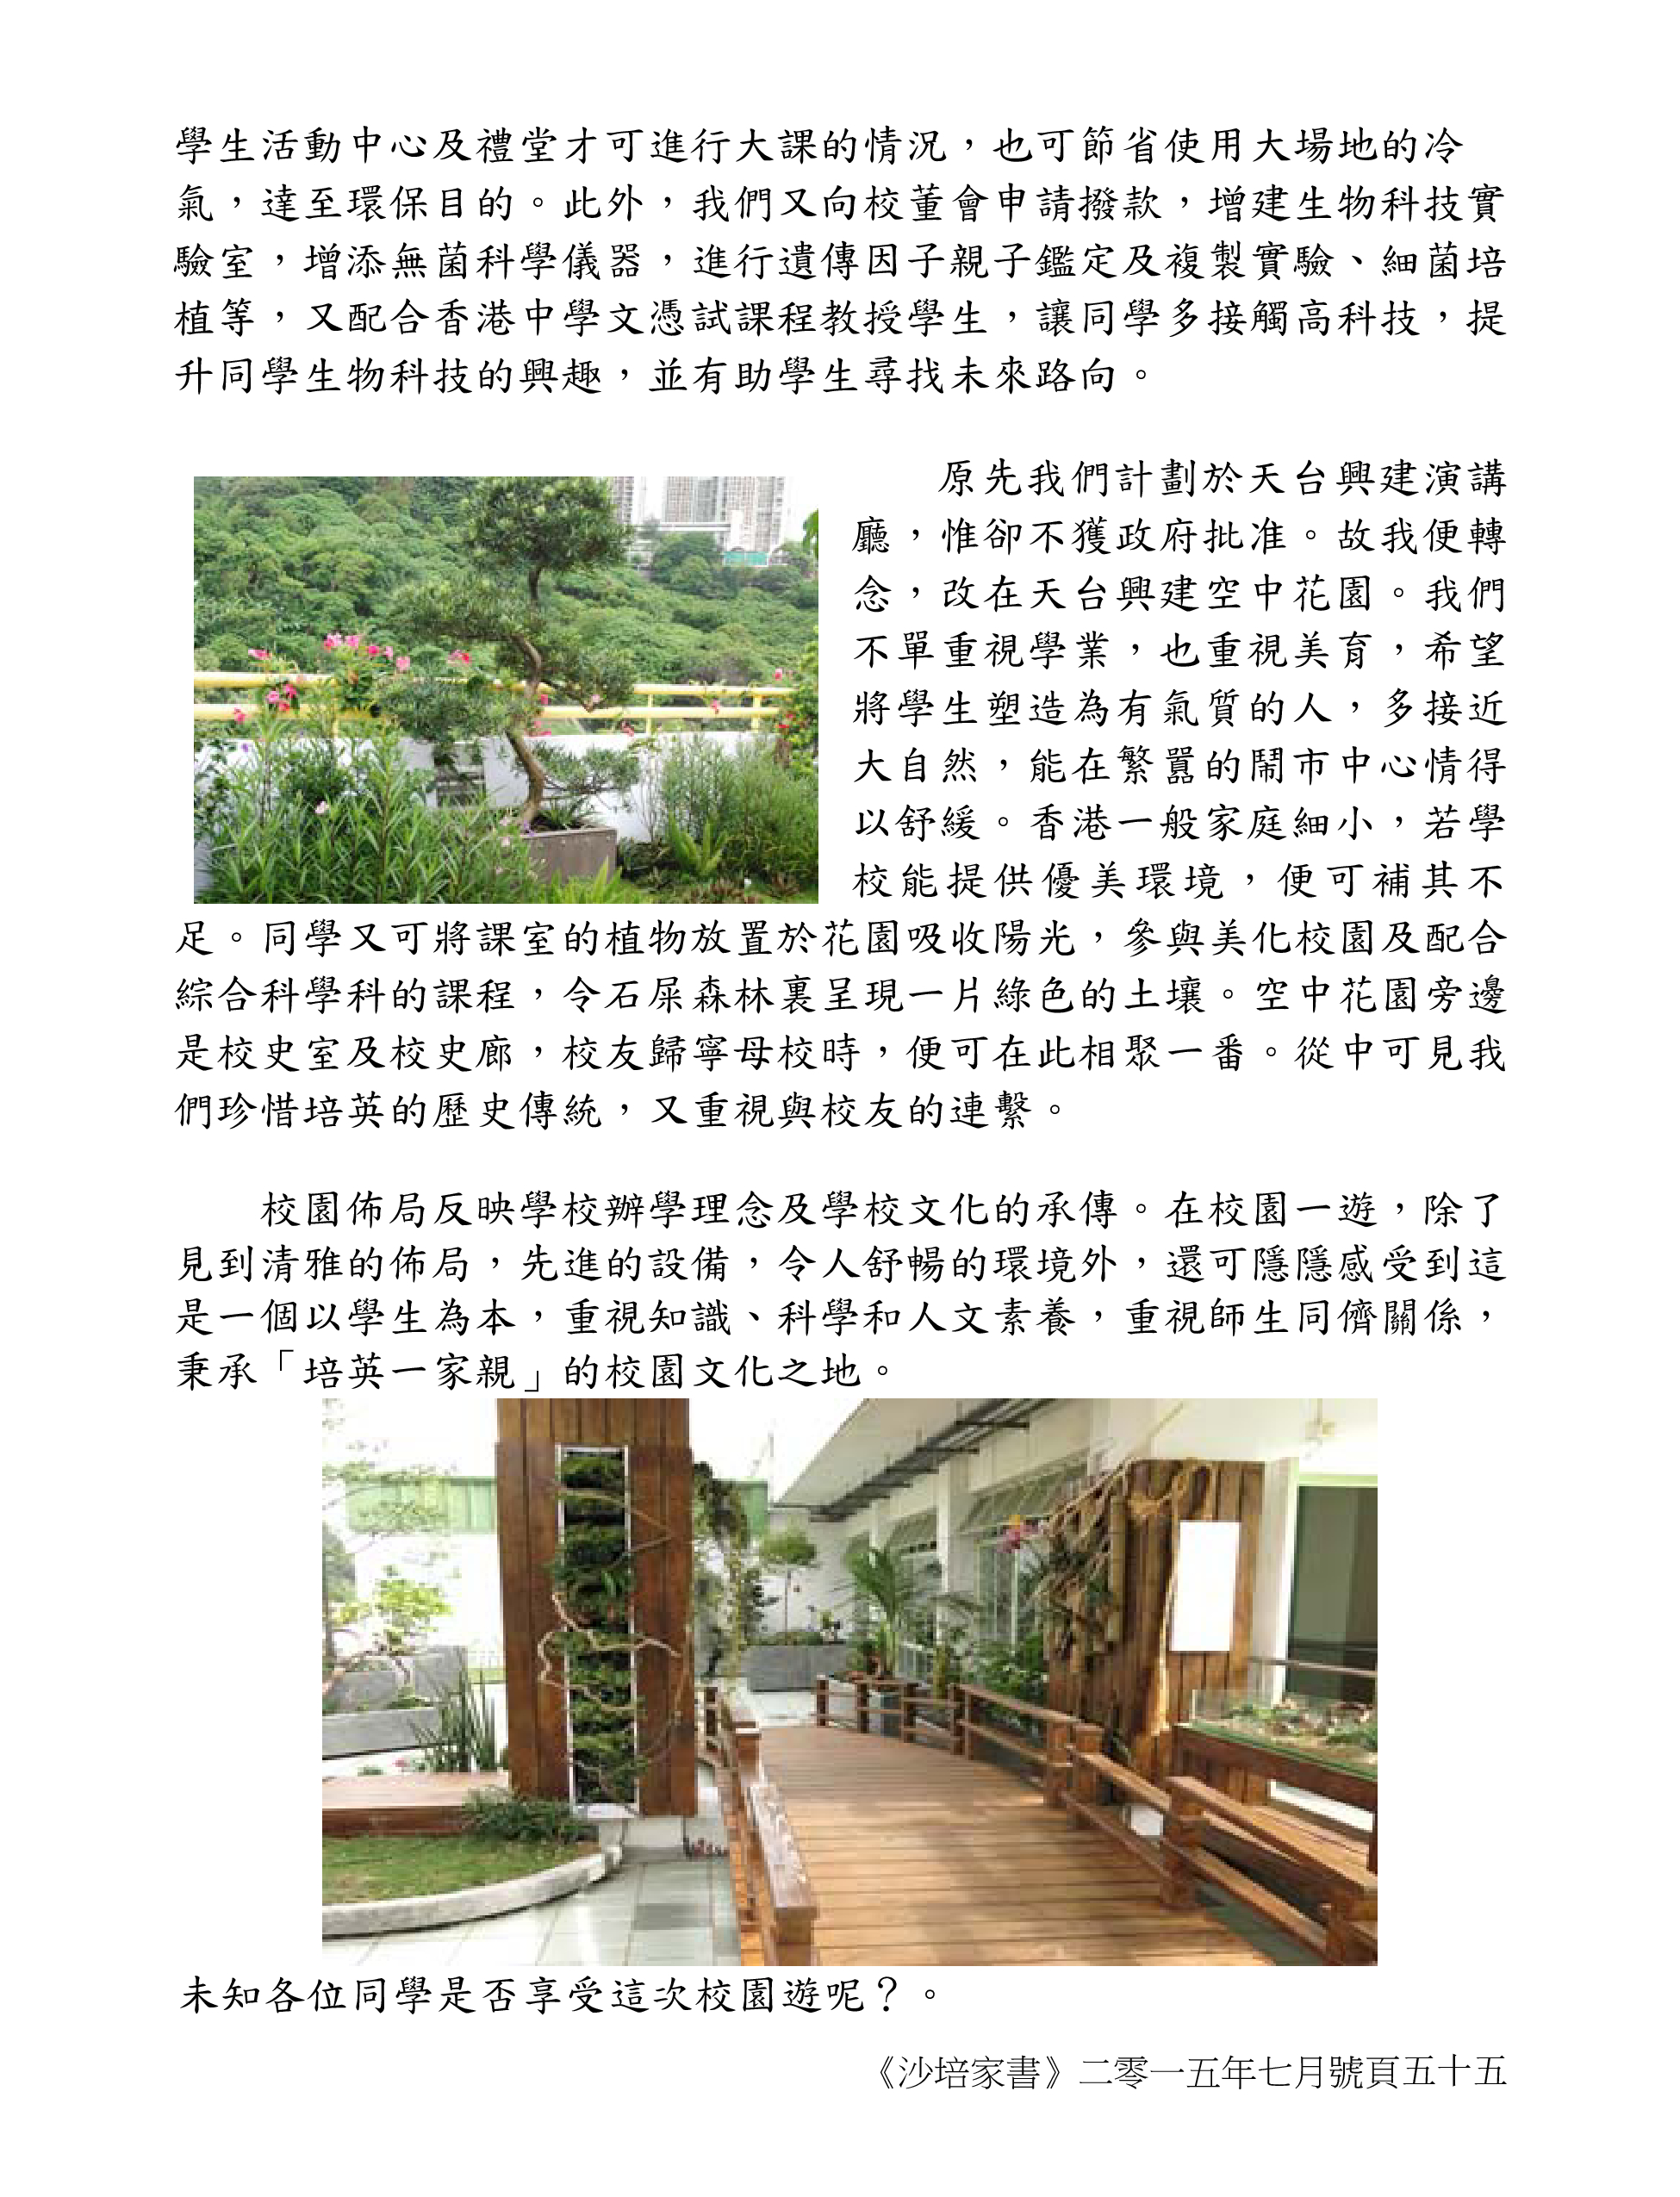 學生活動中心及禮堂才可進行大課的情況，也可節省使用大場地的冷
氣，達至環保目的。此外，我們又向校董會申請撥款，增建生物科技實
驗室，增添無菌科學儀器，進行遺傳因子親子鑑定及複製實驗、細菌培
植等，又配合香港中學文憑試課程教授學生，讓同學多接觸高科技，提
升同學生物科技的興趣，並有助學生尋找未來路向。
原先我們計劃於天台興建演講
廳，惟卻不獲政府批准。故我便轉
念，改在天台興建空中花園。我們
不單重視學業，也重視美育，希望
將學生塑造為有氣質的人，多接近
大自然，能在繁囂的鬧市中心情得
以舒緩。香港一般家庭細小，若學
校能提供優美環境，便可補其不
足。同學又可將課室的植物放置於花園吸收陽光，參與美化校園及配合
綜合科學科的課程，令石屎森林裏呈現一片綠色的土壤。空中花園旁邊
是校史室及校史廊，校友歸寧母校時，便可在此相聚一番。從中可見我
們珍惜培英的歷史傳統，又重視與校友的連繫。
校園佈局反映學校辦學理念及學校文化的承傳。在校園一遊，除了
見到清雅的佈局，先進的設備，令人舒暢的環境外，還可隱隱感受到這
是一個以學生為本，重視知識、科學和人文素養，重視師生同儕關係，
秉承「培英一家親」的校園文化之地。
未知各位同學是否享受這次校園遊呢？。
《沙培家書》二零一五年七月號頁五十五